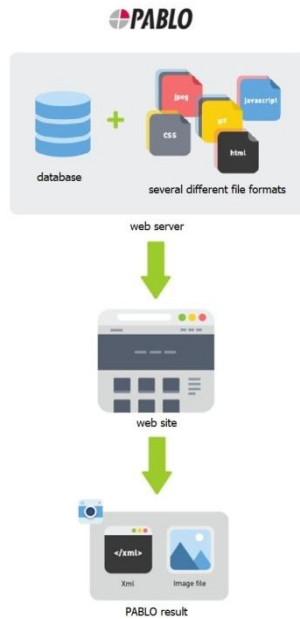 PABLO
jpeg
javascript
css
gif
html
database
several different file formats
web server
web site
</xml>
Xml
Image file
PABLO result